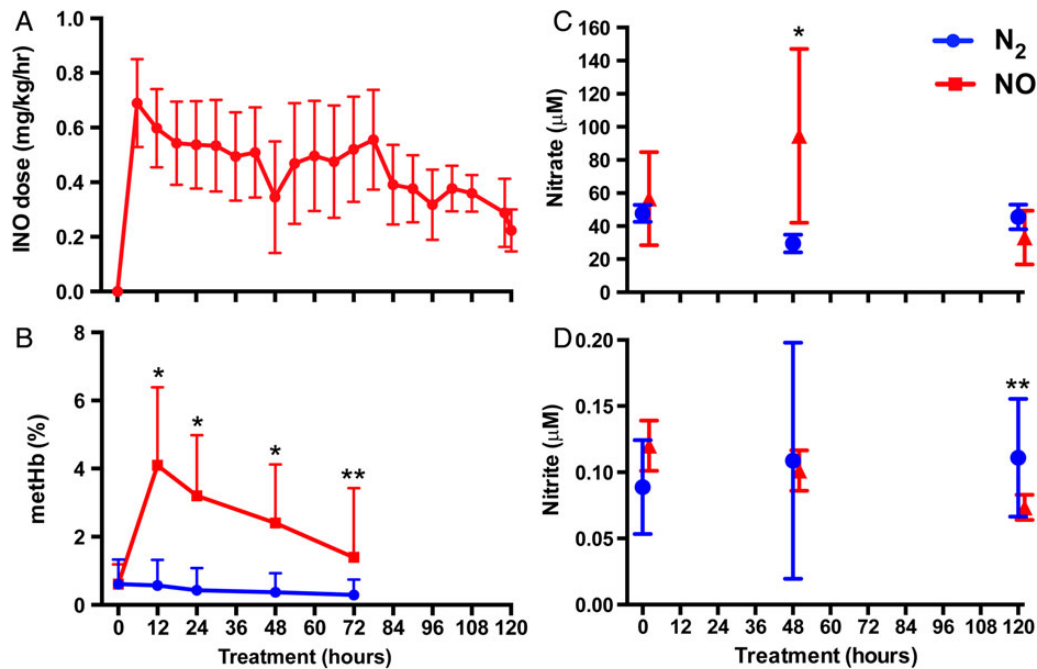 A
INO dose (mg/kg/hr)
1.0
0.8
0.6
0.4
0.2
0.0
B
metHb (%)
8
6
4
2
0
*
*
*
**
0 12 24 36 48 60 72 84 96 108 120
Treatment (hours)
C
Nitrate (μM)
160
140
120
100
80
60
40
20
0
*
N2
NO
D
Nitrite (μM)
0.20
0.15
0.10
0.05
0.00
**
0 12 24 36 48 60 72 84 96 108 120
Treatment (hours)